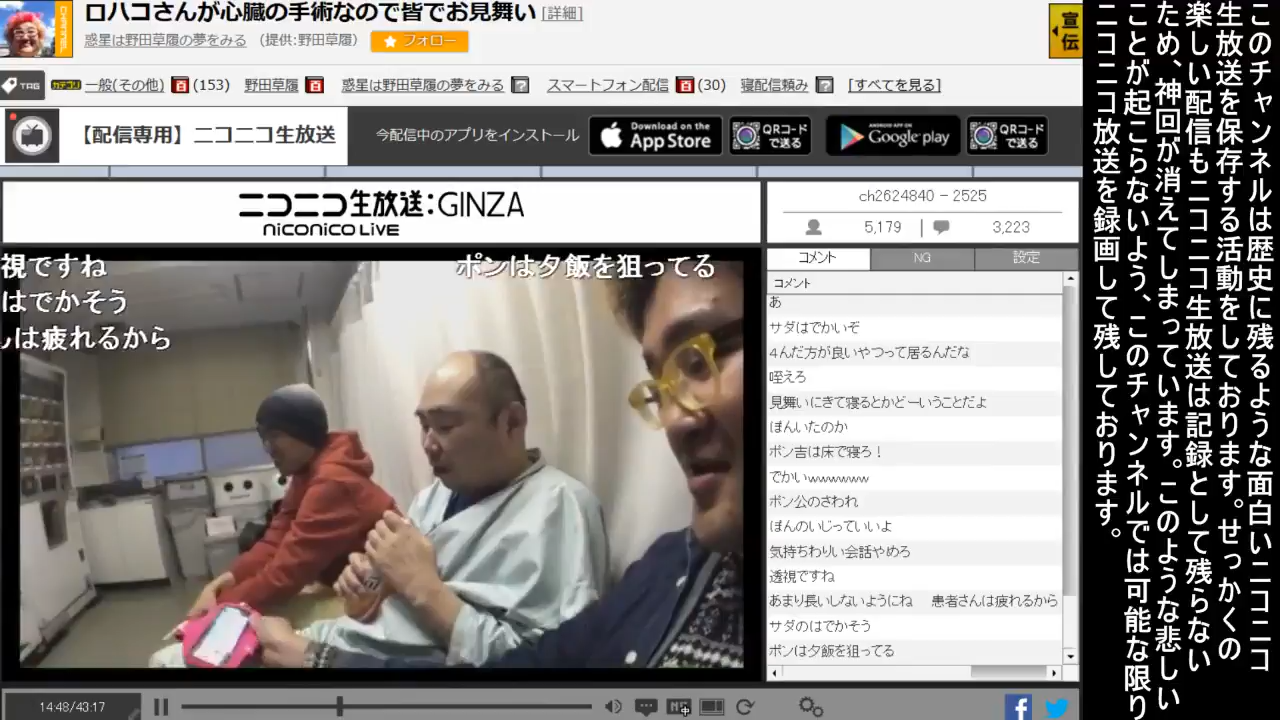 ロハコさんが心臓の手術なので皆でお見舞い [詳細]
CHANNEL
惑星は野田草履の夢をみる （提供:野田草履） ★ フォロー
宣伝
TAG カテゴリ 一般(その他) (153) 野田草履 惑星は野田草履の夢をみる ? スマートフォン配信 (30) 寝配信頼み ? [すべてを見る]
【配信専用】ニコニコ生放送
今配信中のアプリをインストール
Download on the App Store
QRコードで送る
ANDROID APP ON Google play
QRコードで送る
ニコニコ生放送:GINZA
niconico LIVE
ch2624840 - 2525
5,179 | 3,223
コメント NG 設定
コメント
あ
サダはでかいぞ
4んだ方が良いやつって居るんだな
咥えろ
見舞いにきて寝るとかどーいうことだよ
ぽんいたのか
ポン吉は床で寝ろ！
でかいwwwwww
ポン公のさわれ
ぽんのいじっていいよ
気持ちわりい会話やめろ
透視ですね
あまり長いしないようにね 患者さんは疲れるから
サダのはでかそう
ポンは夕飯を狙ってる
視ですね
ポンは夕飯を狙ってる
はでかそう
は疲れるから
14:48/43:17
このチャンネルは歴史に残るような面白いニコニコ
生放送を保存する活動をしております。せっかくの
楽しい配信もニコニコ生放送は記録として残らない
ため、神回が消えてしまっています。このような悲しい
ことが起こらないよう、このチャンネルでは可能な限り
ニコニコ放送を録画して残しております。